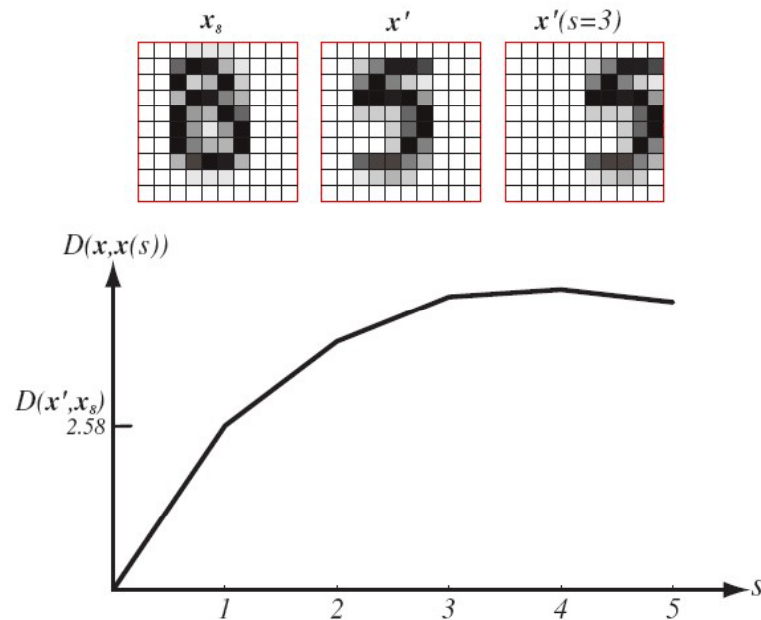 x₈ x' x'(s=3)
D(x,x(s))
D(x',x₈)
2.58
1 2 3 4 5 s